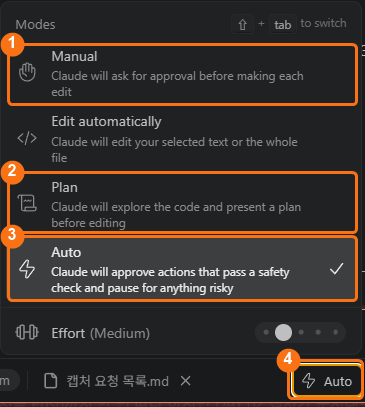 Modes ⇧ + tab to switch
1
Manual
Claude will ask for approval before making each
edit
Edit automatically
Claude will edit your selected text or the whole
file
2
Plan
Claude will explore the code and present a plan
before editing
3
Auto
Claude will approve actions that pass a safety
check and pause for anything risky
Effort (Medium)
4
m 캡처 요청 목록.md Auto